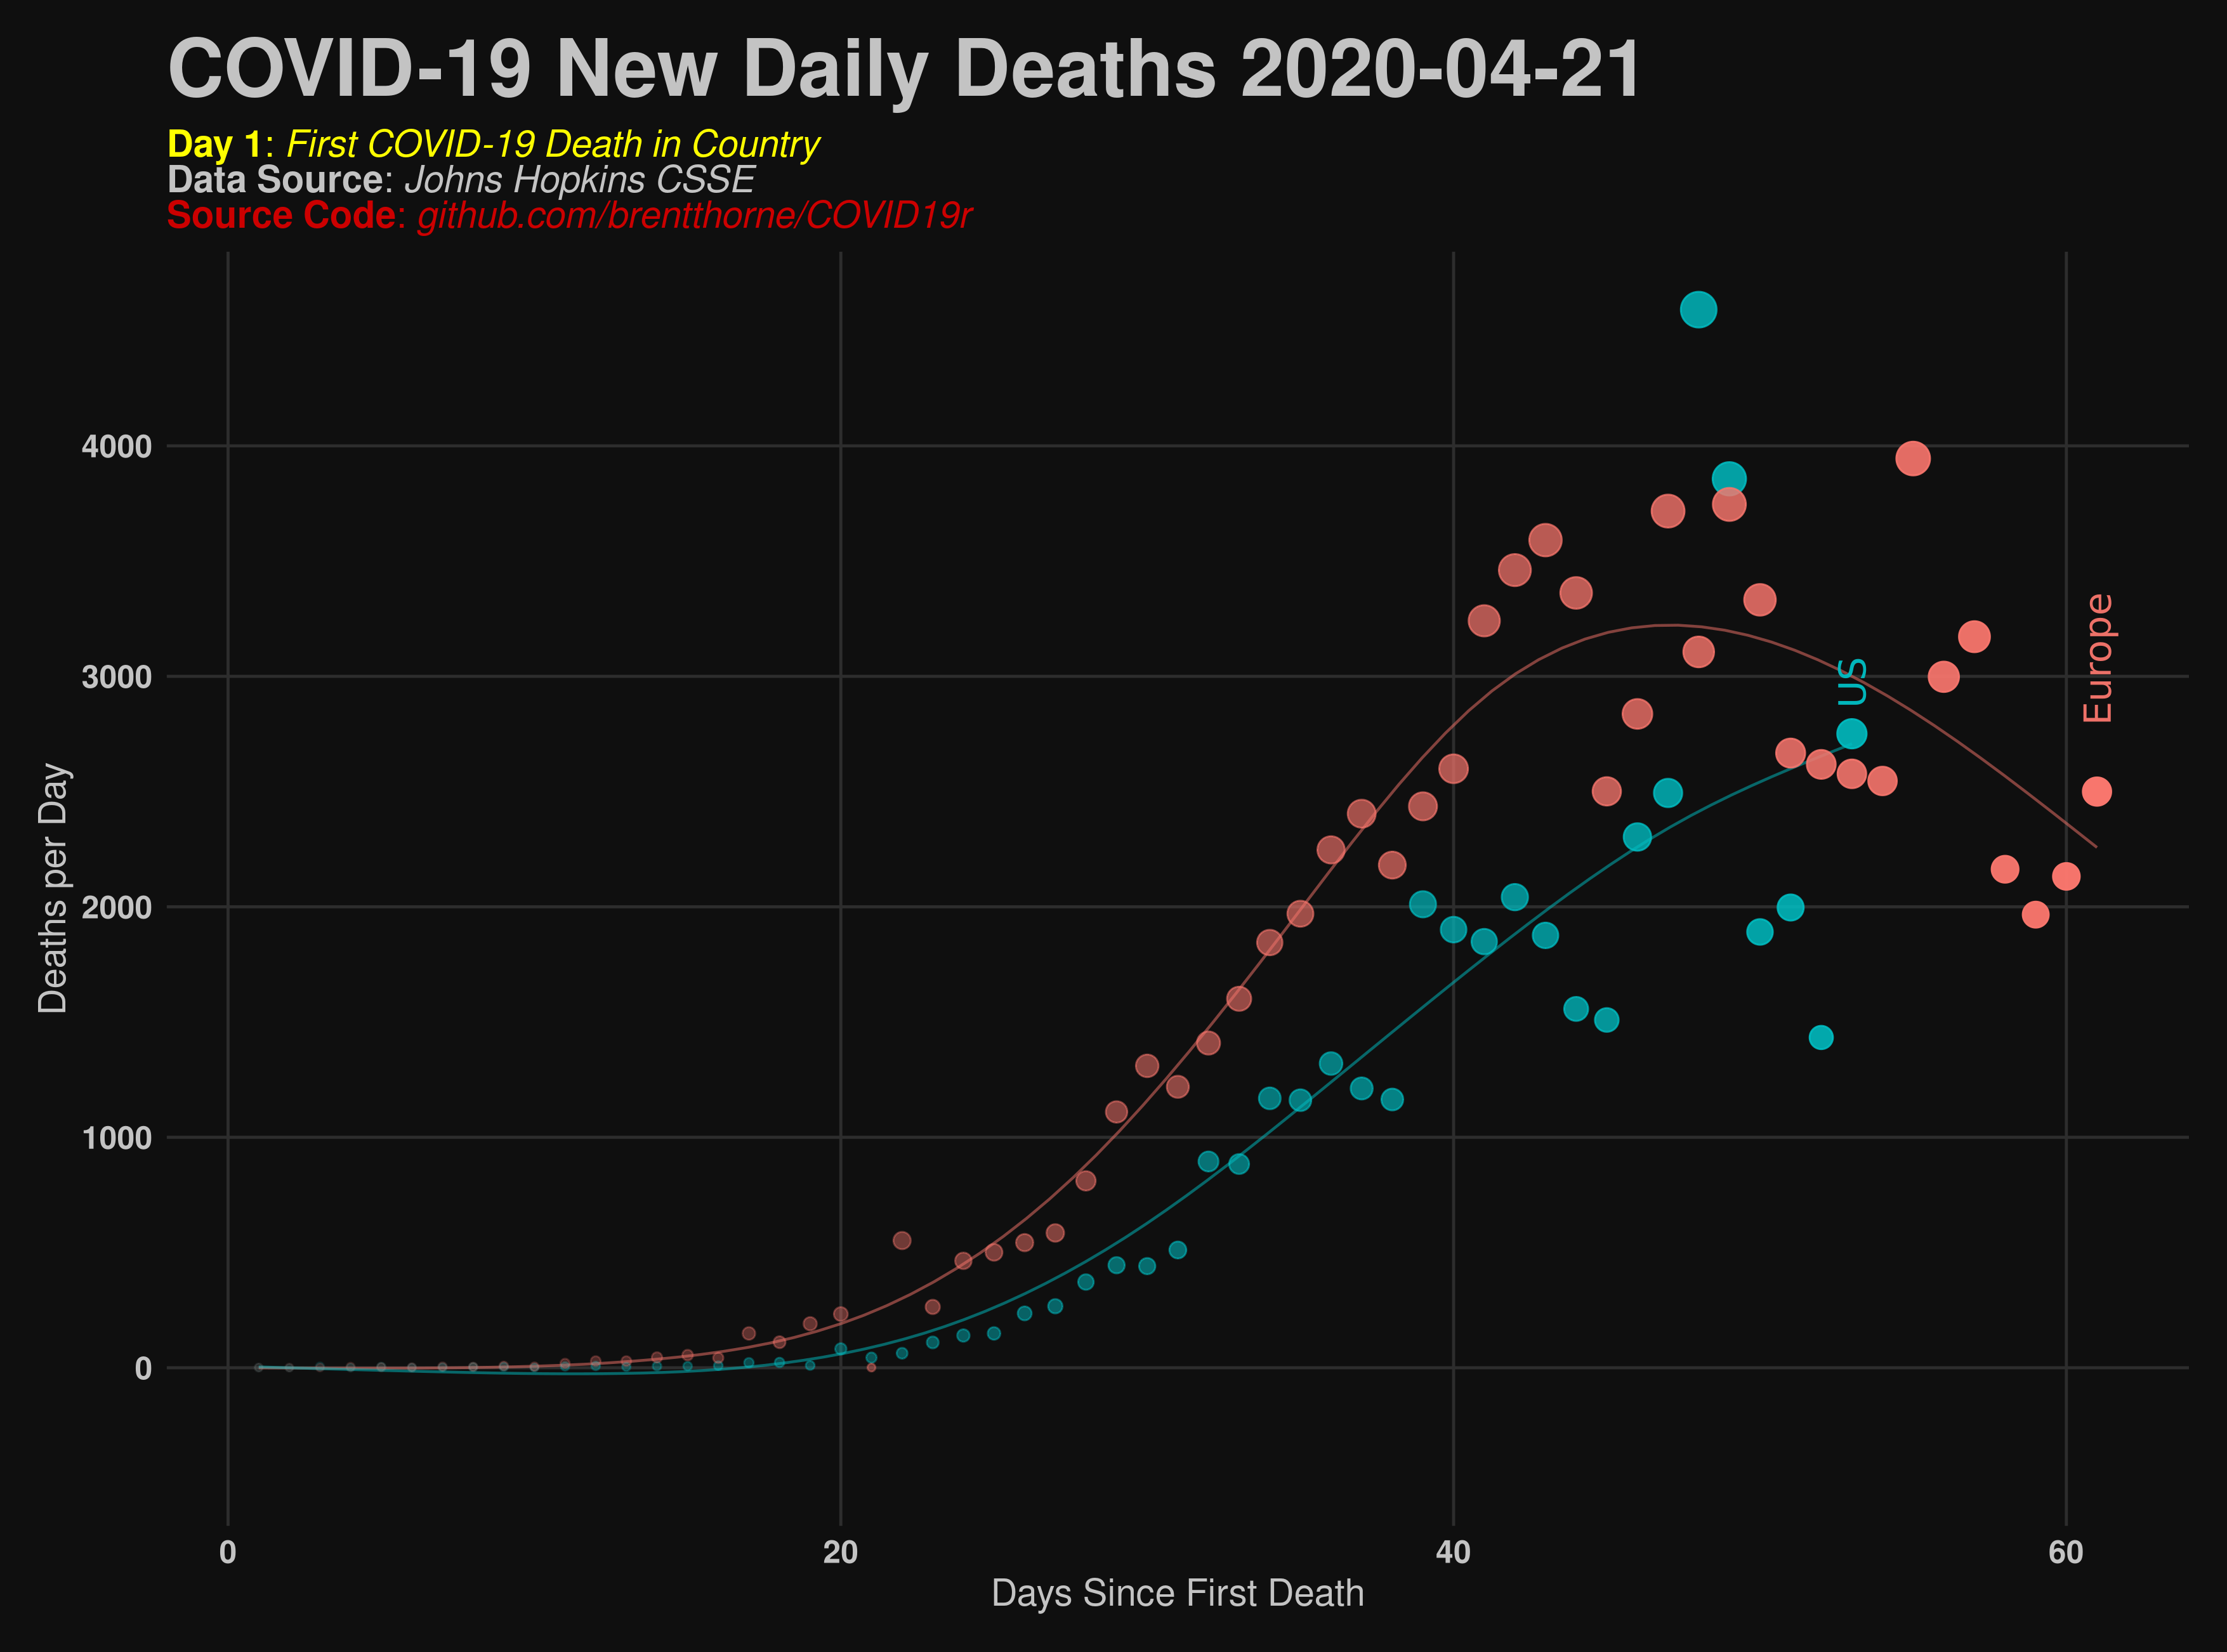 COVID-19 New Daily Deaths 2020-04-21
Day 1: First COVID-19 Death in Country
Data Source: Johns Hopkins CSSE
Source Code: github.com/brentthorne/COVID19r
4000
3000
2000
1000
0
Deaths per Day
US
Europe
0 20 40 60
Days Since First Death